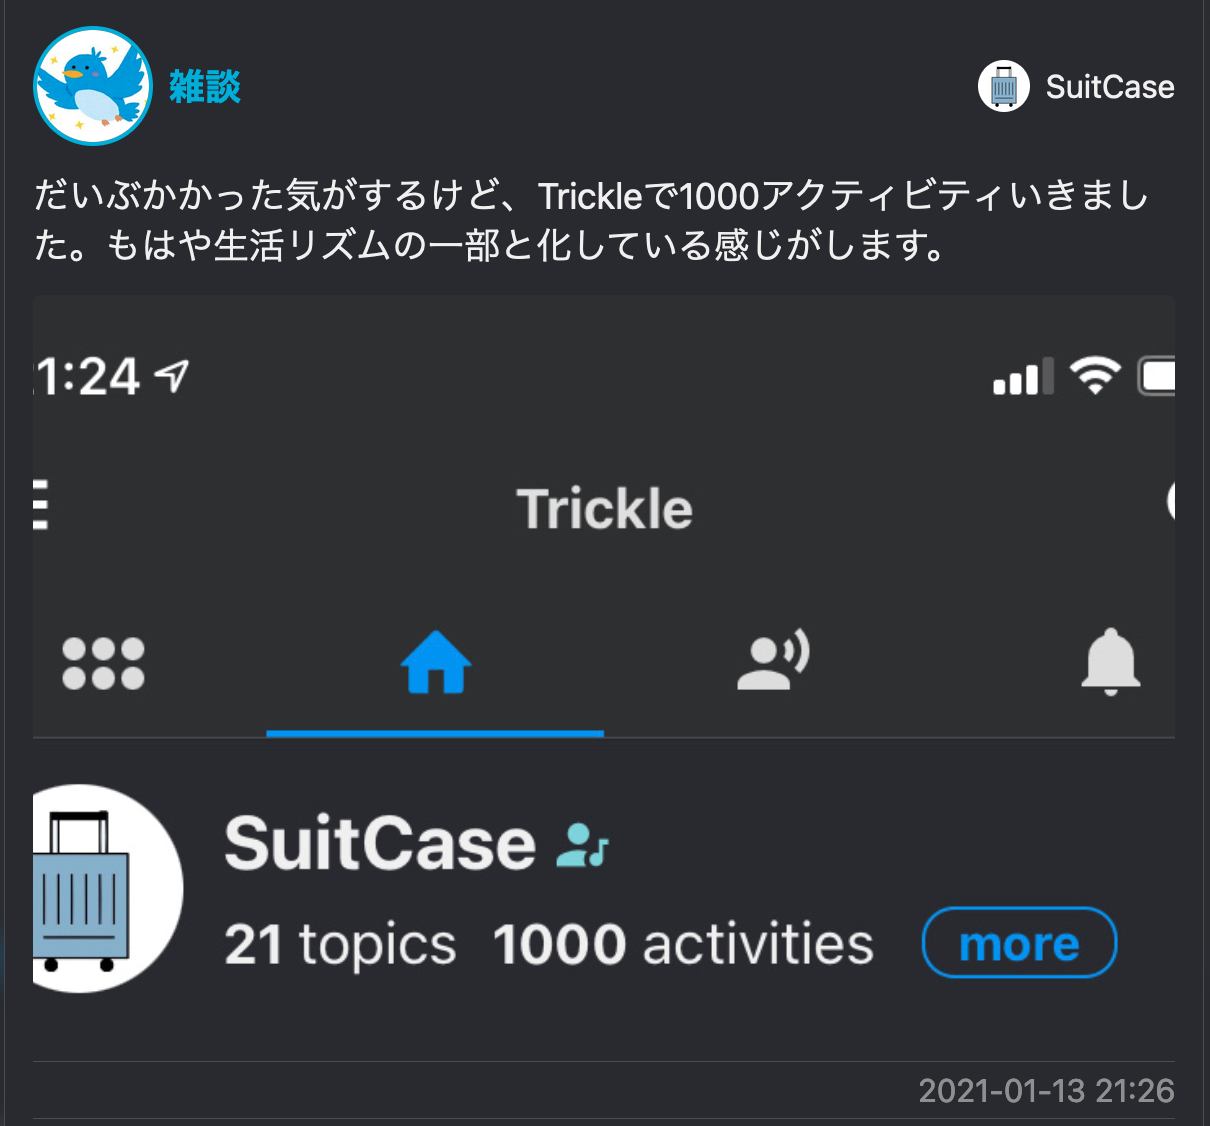 雑談
SuitCase
だいぶかかった気がするけど、Trickleで1000アクティビティいきまし
た。もはや生活リズムの一部と化している感じがします。
1:24
Trickle
SuitCase
21 topics 1000 activities more
2021-01-13 21:26